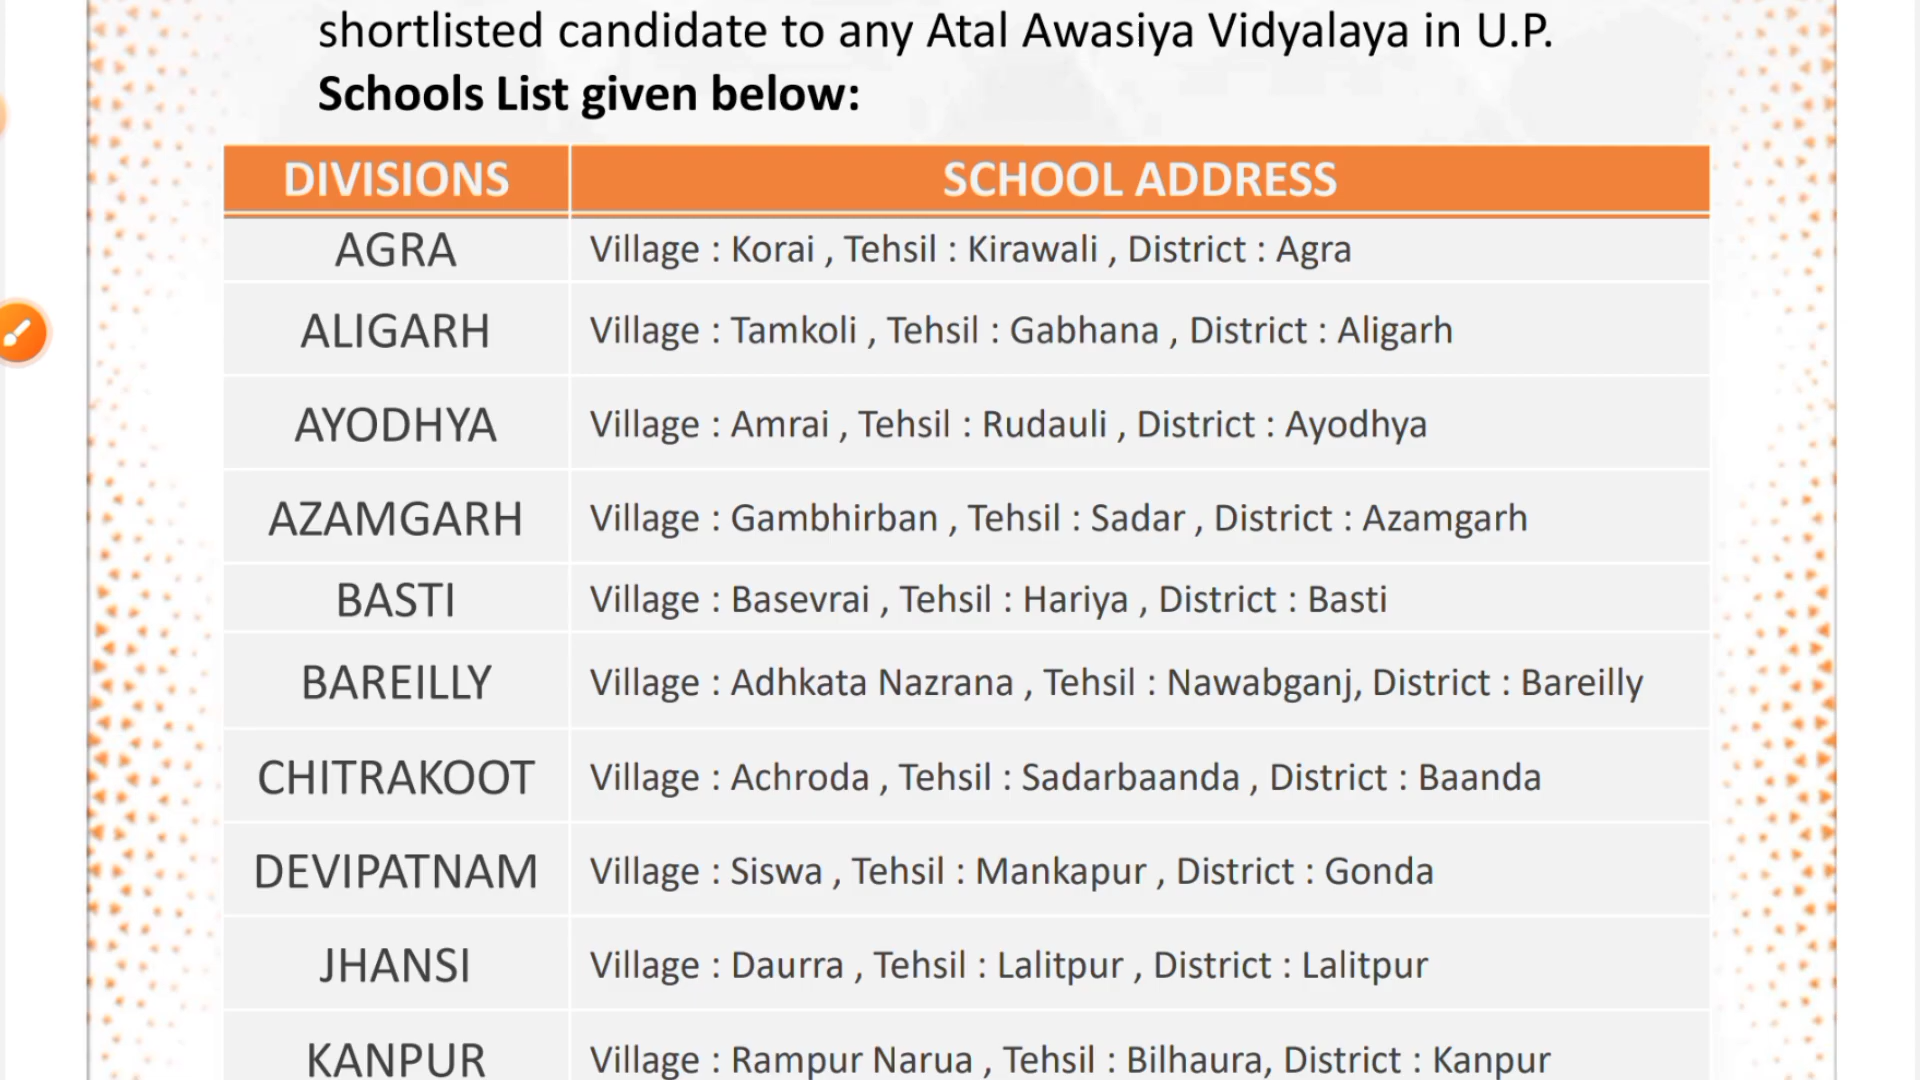 shortlisted candidate to any Atal Awasiya Vidyalaya in U.P.
Schools List given below:
DIVISIONS SCHOOL ADDRESS
AGRA Village : Korai , Tehsil : Kirawali , District : Agra
ALIGARH Village : Tamkoli , Tehsil : Gabhana , District : Aligarh
AYODHYA Village : Amrai , Tehsil : Rudauli , District : Ayodhya
AZAMGARH Village : Gambhirban , Tehsil : Sadar , District : Azamgarh
BASTI Village : Basevrai , Tehsil : Hariya , District : Basti
BAREILLY Village : Adhkata Nazrana , Tehsil : Nawabganj, District : Bareilly
CHITRAKOOT Village : Achroda , Tehsil : Sadarbaanda , District : Baanda
DEVIPATNAM Village : Siswa , Tehsil : Mankapur , District : Gonda
JHANSI Village : Daurra , Tehsil : Lalitpur , District : Lalitpur
KANPUR Village : Rampur Narua , Tehsil : Bilhaura, District : Kanpur